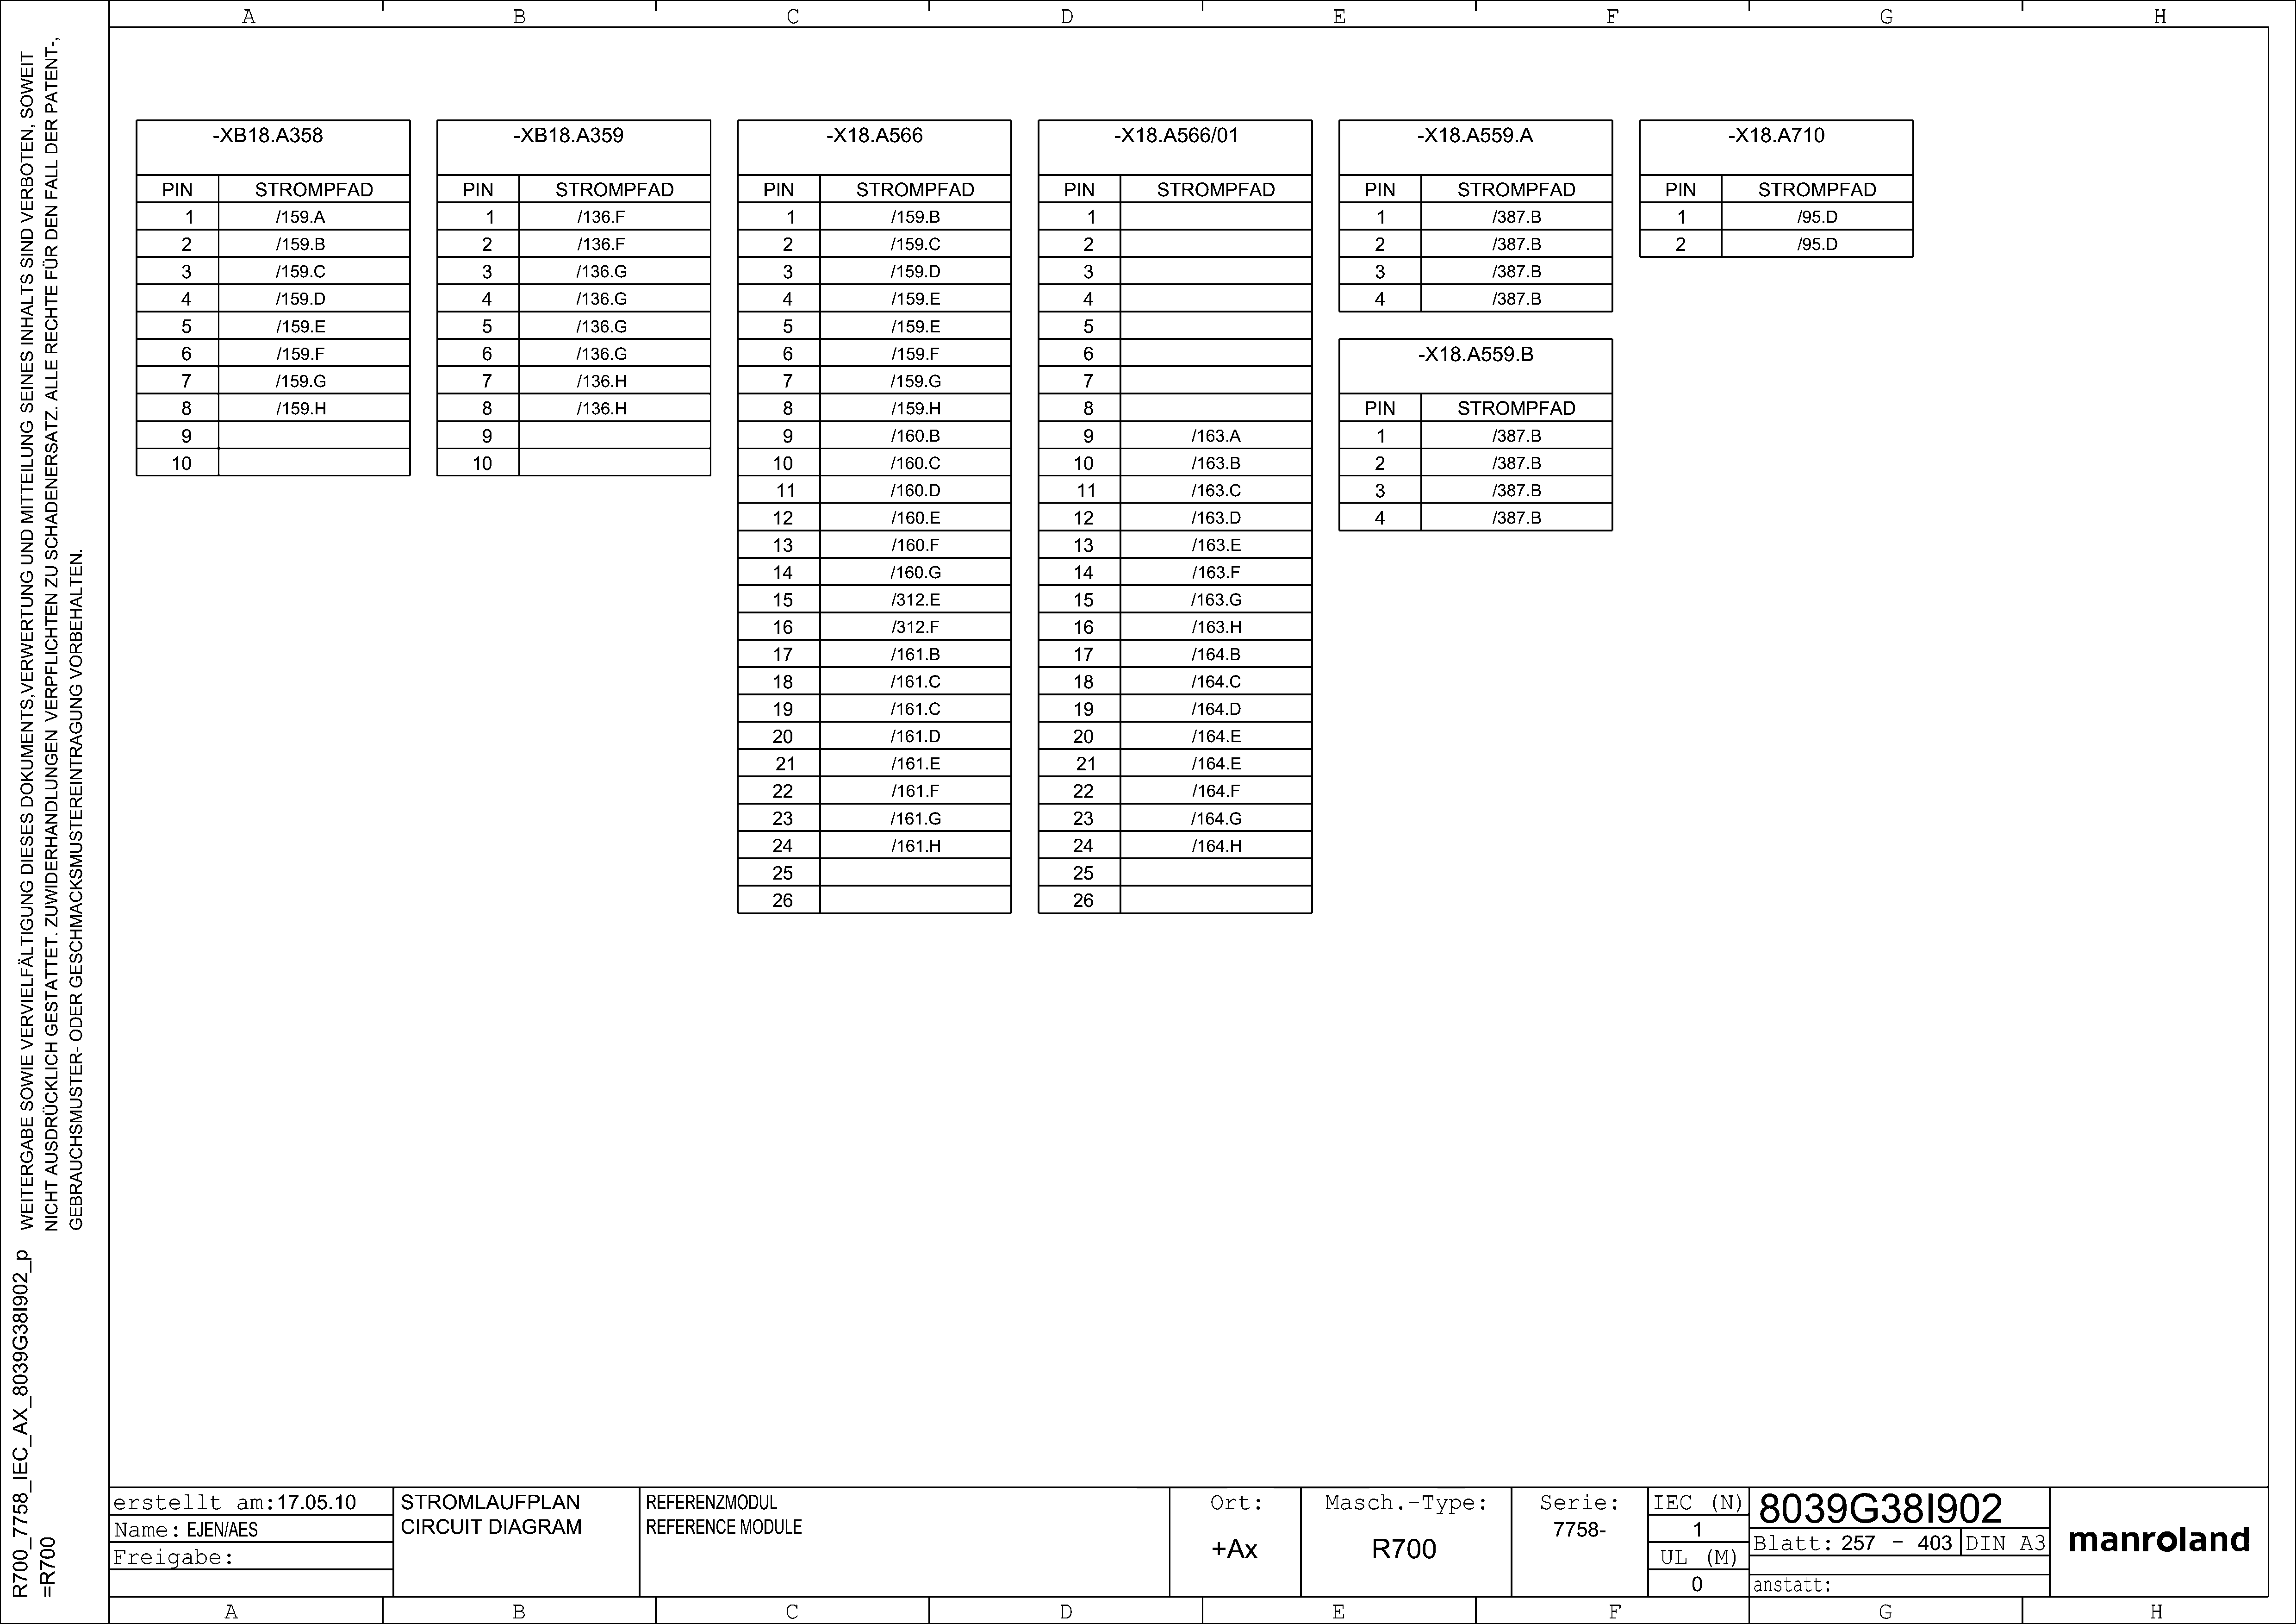 A B C D E F G H
-XB18.A358
PIN STROMPFAD
1 /159.A
2 /159.B
3 /159.C
4 /159.D
5 /159.E
6 /159.F
7 /159.G
8 /159.H
9
10
-XB18.A359
PIN STROMPFAD
1 /136.F
2 /136.F
3 /136.G
4 /136.G
5 /136.G
6 /136.G
7 /136.H
8 /136.H
9
10
-X18.A566
PIN STROMPFAD
1 /159.B
2 /159.C
3 /159.D
4 /159.E
5 /159.E
6 /159.F
7 /159.G
8 /159.H
9 /160.B
10 /160.C
11 /160.D
12 /160.E
13 /160.F
14 /160.G
15 /312.E
16 /312.F
17 /161.B
18 /161.C
19 /161.C
20 /161.D
21 /161.E
22 /161.F
23 /161.G
24 /161.H
25
26
-X18.A566/01
PIN STROMPFAD
1
2
3
4
5
6
7
8
9 /163.A
10 /163.B
11 /163.C
12 /163.D
13 /163.E
14 /163.F
15 /163.G
16 /163.H
17 /164.B
18 /164.C
19 /164.D
20 /164.E
21 /164.E
22 /164.F
23 /164.G
24 /164.H
25
26
-X18.A559.A
PIN STROMPFAD
1 /387.B
2 /387.B
3 /387.B
4 /387.B
-X18.A559.B
PIN STROMPFAD
1 /387.B
2 /387.B
3 /387.B
4 /387.B
-X18.A710
PIN STROMPFAD
1 /95.D
2 /95.D
WEITERGABE SOWIE VERVIELFÄLTIGUNG DIESES DOKUMENTS,VERWERTUNG UND MITTEILUNG SEINES INHALTS SIND VERBOTEN, SOWEIT
NICHT AUSDRÜCKLICH GESTATTET. ZUWIDERHANDLUNGEN VERPFLICHTEN ZU SCHADENERSATZ. ALLE RECHTE FÜR DEN FALL DER PATENT-,
GEBRAUCHSMUSTER- ODER GESCHMACKSMUSTEREINTRAGUNG VORBEHALTEN.
R700_7758_IEC_AX_8039G38I902_p
=R700
erstellt am:17.05.10
Name: EJEN/AES
Freigabe:
STROMLAUFPLAN
CIRCUIT DIAGRAM
REFERENZMODUL
REFERENCE MODULE
Ort:
+Ax
Masch.-Type:
R700
Serie:
7758-
IEC (N)
1
UL (M)
0
8039G38I902
Blatt: 257 - 403 DIN A3
anstatt:
manroland
A B C D E F G H